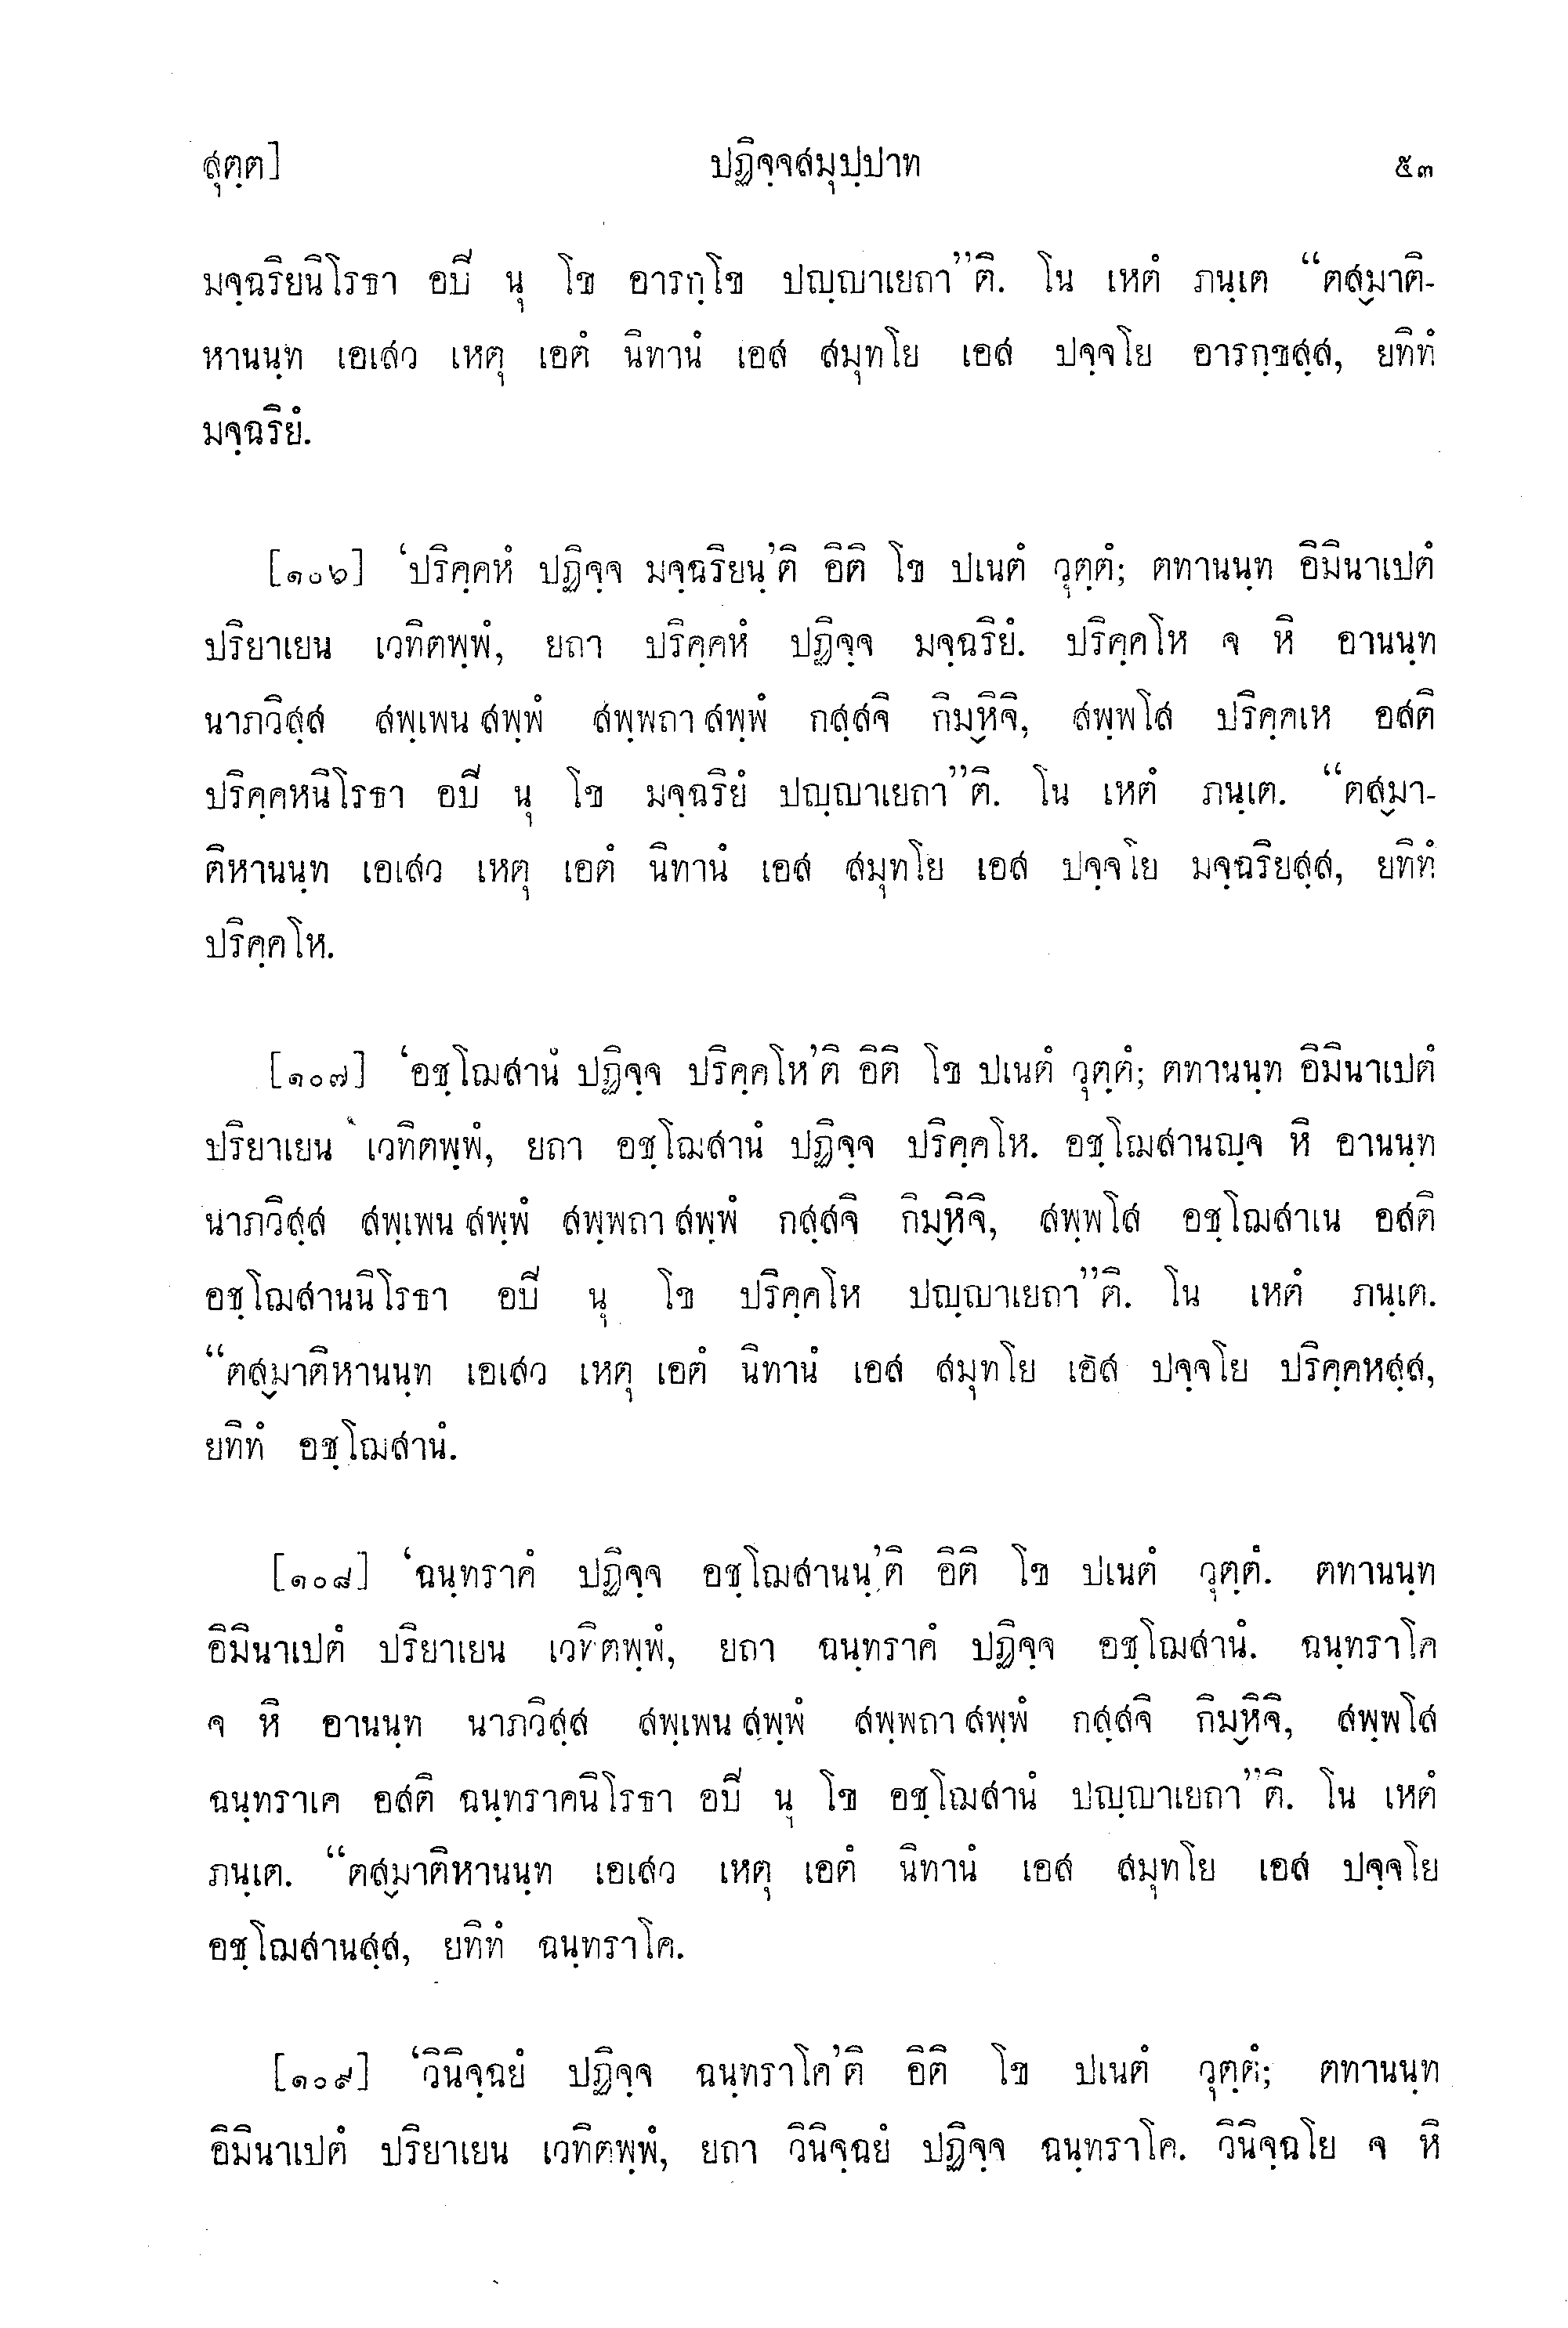 สุตฺต] ปฏิจฺจสมุปฺปาท ๕๓
มจฺฉริยนิโรธา อปิ นุ โข อารกฺโข ปญฺญาเยถา”ติ. โน เหตํ ภนฺเต “ตสฺมาติ-
หานนฺท เอเสว เหตุ เอตํ นิทานํ เอส สมุทโย เอส ปจฺจโย อารกฺขสฺส, ยทิทํ
มจฺฉริยํ.
[๑๐๖] ‘ปริคฺคหํ ปฏิจฺจ มจฺฉริยนฺ’ติ อิติ โข ปเนตํ วุตฺตํ; ตทานนฺท อิมินาเปตํ
ปริยาเยน เวทิตพฺพํ, ยถา ปริคฺคหํ ปฏิจฺจ มจฺฉริยํ. ปริคฺคโห จ หิ อานนฺท
นาภวิสฺส สพฺเพน สพฺพํ สพฺพถา สพฺพํ กสฺสจิ กิมฺหิจิ, สพฺพโส ปริคฺคเห อสติ
ปริคฺคหนิโรธา อปิ นุ โข มจฺฉริยํ ปญฺญาเยถา”ติ. โน เหตํ ภนฺเต. “ตสฺมา-
ติหานนฺท เอเสว เหตุ เอตํ นิทานํ เอส สมุทโย เอส ปจฺจโย มจฺฉริยสฺส, ยทิทํ
ปริคฺคโห.
[๑๐๗] ‘อชฺโฌสานํ ปฏิจฺจ ปริคฺคโห’ติ อิติ โข ปเนตํ วุตฺตํ; ตทานนฺท อิมินาเปตํ
ปริยาเยน เวทิตพฺพํ, ยถา อชฺโฌสานํ ปฏิจฺจ ปริคฺคโห. อชฺโฌสานญฺจ หิ อานนฺท
นาภวิสฺส สพฺเพน สพฺพํ สพฺพถา สพฺพํ กสฺสจิ กิมฺหิจิ, สพฺพโส อชฺโฌสาเน อสติ
อชฺโฌสานนิโรธา อปิ นุ โข ปริคฺคโห ปญฺญาเยถา”ติ. โน เหตํ ภนฺเต.
“ตสฺมาติหานนฺท เอเสว เหตุ เอตํ นิทานํ เอส สมุทโย เอส ปจฺจโย ปริคฺคหสฺส,
ยทิทํ อชฺโฌสานํ.
[๑๐๘] ‘ฉนฺทราคํ ปฏิจฺจ อชฺโฌสานนฺ’ติ อิติ โข ปเนตํ วุตฺตํ. ตทานนฺท
อิมินาเปตํ ปริยาเยน เวทิตพฺพํ, ยถา ฉนฺทราคํ ปฏิจฺจ อชฺโฌสานํ. ฉนฺทราโค
จ หิ อานนฺท นาภวิสฺส สพฺเพน สพฺพํ สพฺพถา สพฺพํ กสฺสจิ กิมฺหิจิ, สพฺพโส
ฉนฺทราเค อสติ ฉนฺทราคนิโรธา อปิ นุ โข อชฺโฌสานํ ปญฺญาเยถา”ติ. โน เหตํ
ภนฺเต. “ตสฺมาติหานนฺท เอเสว เหตุ เอตํ นิทานํ เอส สมุทโย เอส ปจฺจโย
อชฺโฌสานสฺส, ยทิทํ ฉนฺทราโค.
[๑๐๙] ‘วินิจฺฉยํ ปฏิจฺจ ฉนฺทราโค’ติ อิติ โข ปเนตํ วุตฺตํ; ตทานนฺท
อิมินาเปตํ ปริยาเยน เวทิตพฺพํ, ยถา วินิจฺฉยํ ปฏิจฺจ ฉนฺทราโค. วินิจฺฉโย จ หิ